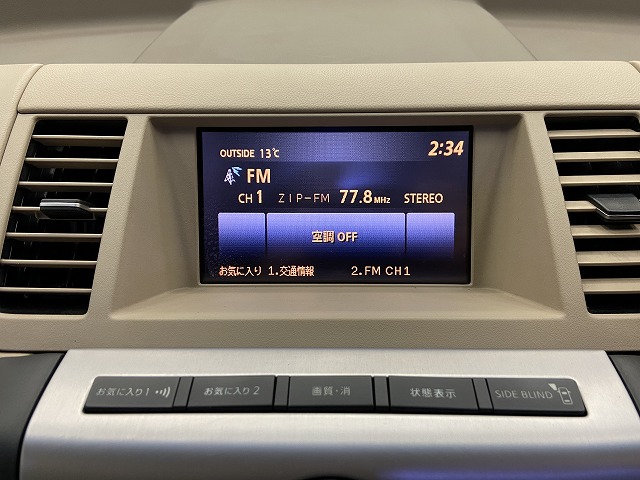 OUTSIDE 13℃ 2:34
FM
CH 1 ZIP-FM 77.8 MHz STEREO
空調 OFF
お気に入り 1.交通情報 2.FM CH1
お気に入り1 お気に入り2 画質・消 状態表示 SIDE BLIND